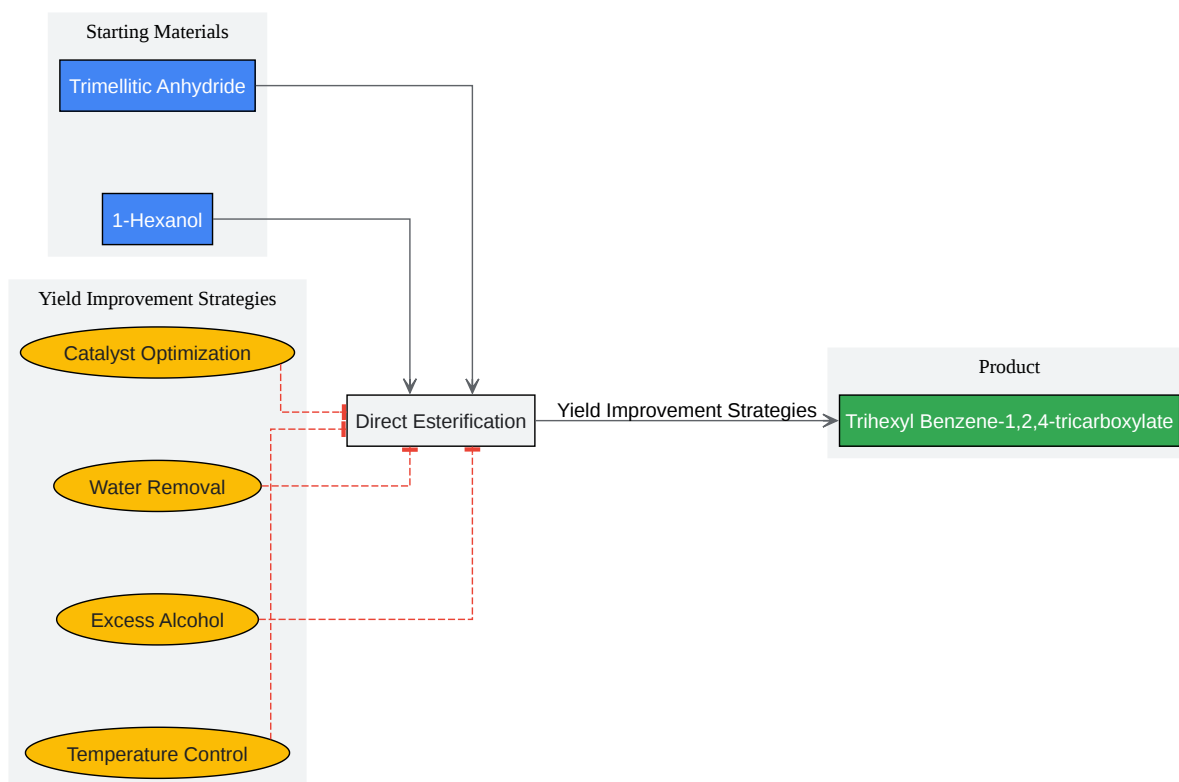 Starting Materials
Trimellitic Anhydride
1-Hexanol
Yield Improvement Strategies
Catalyst Optimization
Water Removal
Excess Alcohol
Temperature Control
Direct Esterification
Yield Improvement Strategies
Product
Trihexyl Benzene-1,2,4-tricarboxylate